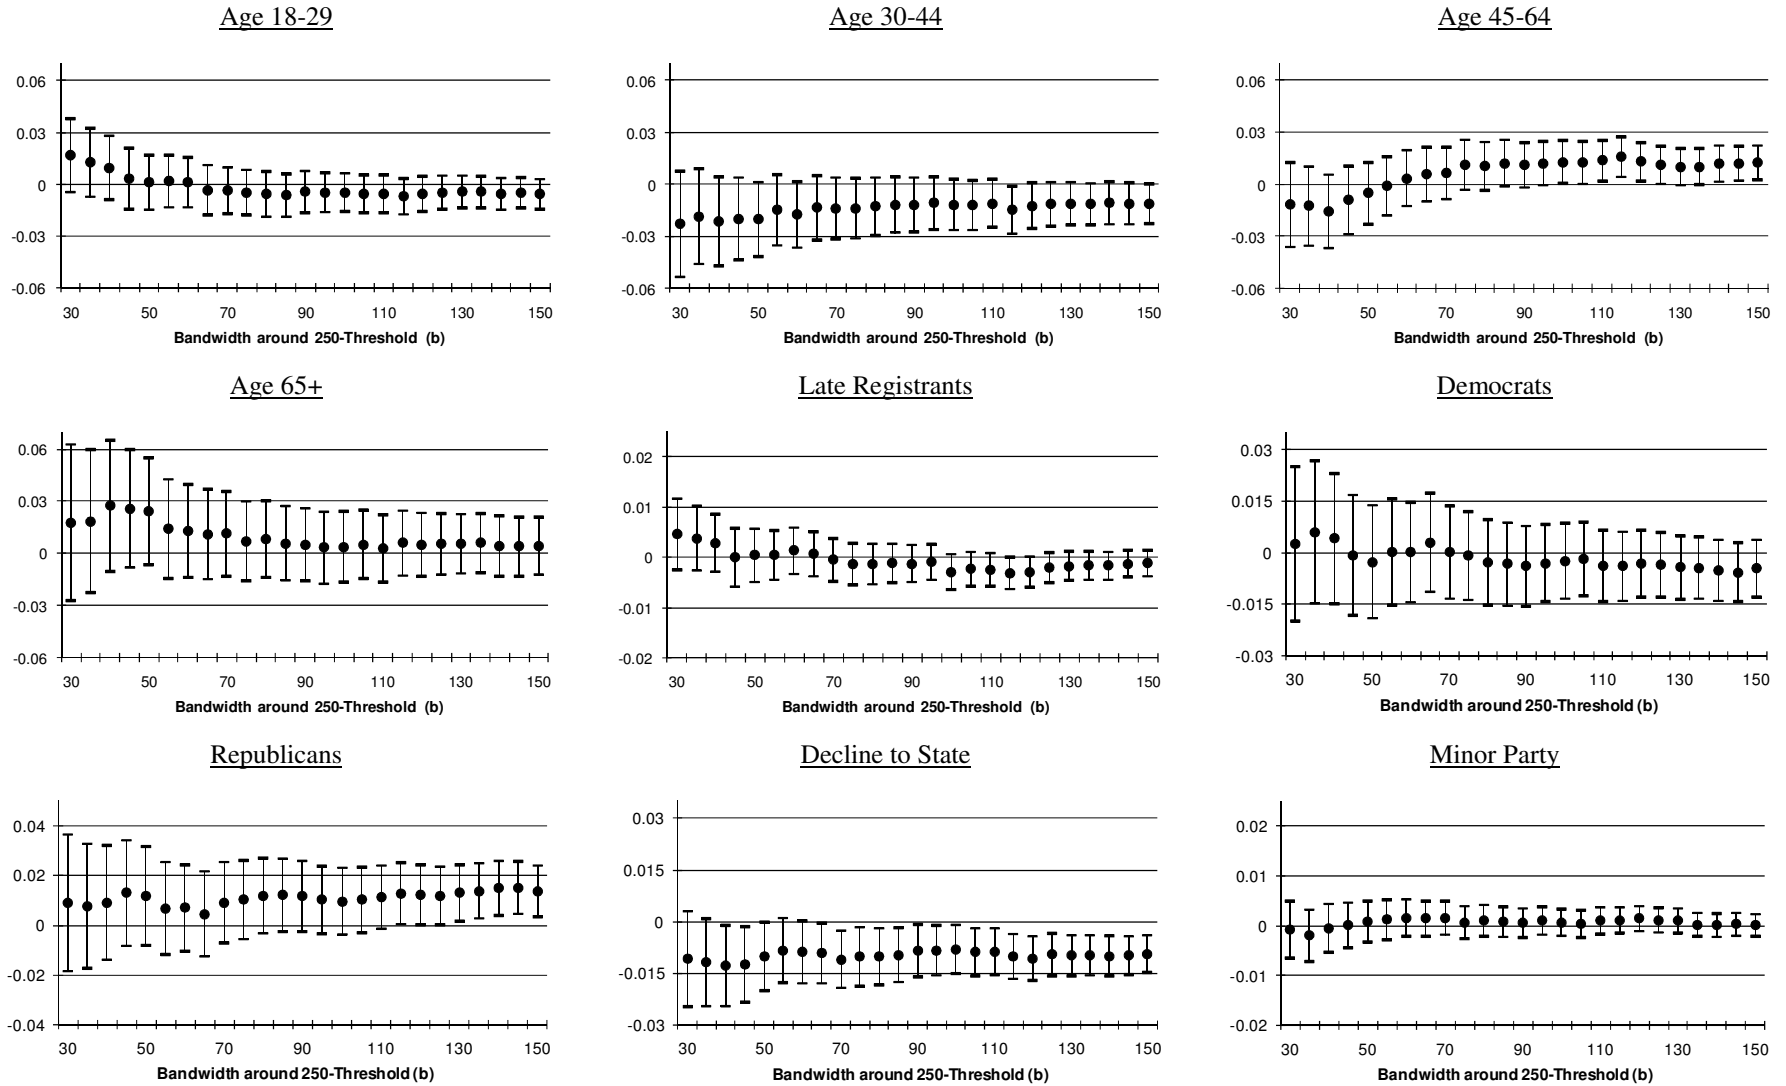 Age 18-29
0.06
0.03
0
-0.03
-0.06
30 50 70 90 110 130 150
Bandwidth around 250-Threshold (b)
Age 30-44
0.06
0.03
0
-0.03
-0.06
30 50 70 90 110 130 150
Bandwidth around 250-Threshold (b)
Age 45-64
0.06
0.03
0
-0.03
-0.06
30 50 70 90 110 130 150
Bandwidth around 250-Threshold (b)
Age 65+
0.06
0.03
0
-0.03
-0.06
30 50 70 90 110 130 150
Bandwidth around 250-Threshold (b)
Late Registrants
0.02
0.01
0
-0.01
-0.02
30 50 70 90 110 130 150
Bandwidth around 250-Threshold (b)
Democrats
0.03
0.015
0
-0.015
-0.03
30 50 70 90 110 130 150
Bandwidth around 250-Threshold (b)
Republicans
0.04
0.02
0
-0.02
-0.04
30 50 70 90 110 130 150
Bandwidth around 250-Threshold (b)
Decline to State
0.03
0.015
0
-0.015
-0.03
30 50 70 90 110 130 150
Bandwidth around 250-Threshold (b)
Minor Party
0.02
0.01
0
-0.01
-0.02
30 50 70 90 110 130 150
Bandwidth around 250-Threshold (b)